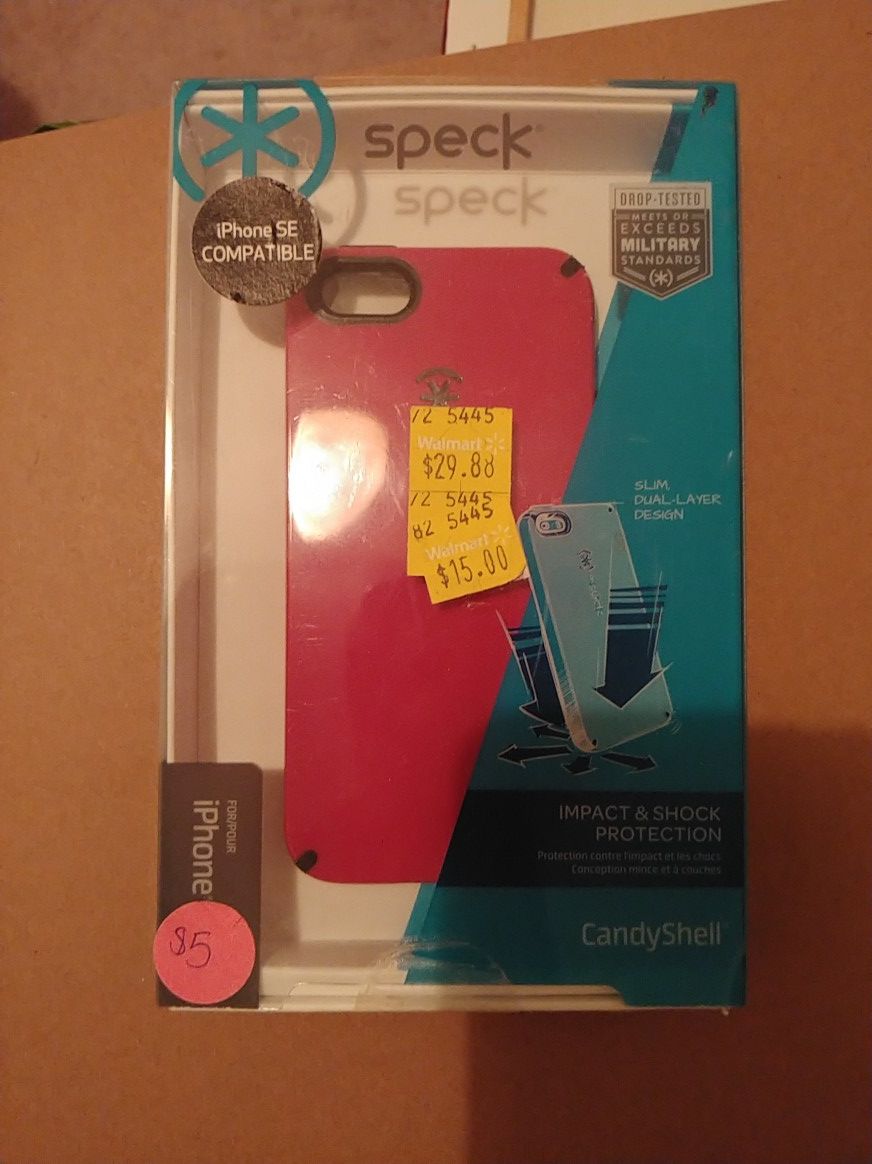 speck
speck
iPhone SE
COMPATIBLE
DROP-TESTED
MEETS OR
EXCEEDS
MILITARY
STANDARDS
72 5445
Walmart
$29.88
72 5445
82 5445
Walmart
$15.00
SLIM,
DUAL-LAYER
DESIGN
speck
IMPACT & SHOCK
PROTECTION
Protection contre l'impact et les chocs
Conception mince et à couches
CandyShell
FOR/POUR
iPhone
$5